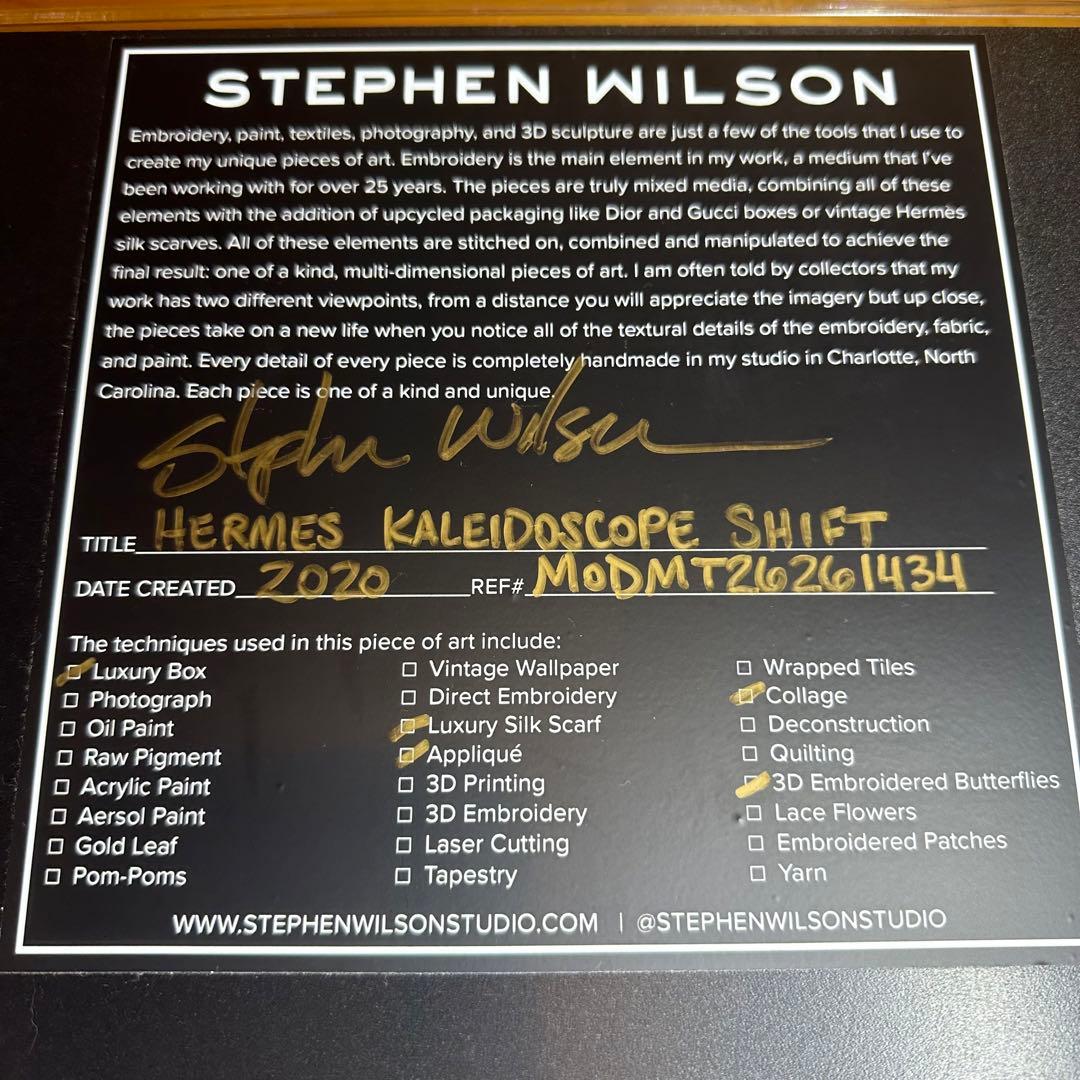 STEPHEN WILSON
Embroidery, paint, textiles, photography, and 3D sculpture are just a few of the tools that I use to
create my unique pieces of art. Embroidery is the main element in my work, a medium that I've
been working with for over 25 years. The pieces are truly mixed media, combining all of these
elements with the addition of upcycled packaging like Dior and Gucci boxes or vintage Hermès
silk scarves. All of these elements are stitched on, combined and manipulated to achieve the
final result: one of a kind, multi-dimensional pieces of art. I am often told by collectors that my
work has two different viewpoints, from a distance you will appreciate the imagery but up close,
the pieces take on a new life when you notice all of the textural details of the embroidery, fabric,
and paint. Every detail of every piece is completely handmade in my studio in Charlotte, North
Carolina. Each piece is one of a kind and unique.
Stephen Wilson
TITLE HERMES KALEIDOSCOPE SHIFT
DATE CREATED 2020 REF# MODMT26261434
The techniques used in this piece of art include:
Luxury Box Vintage Wallpaper Wrapped Tiles
Photograph Direct Embroidery Collage
Oil Paint Luxury Silk Scarf Deconstruction
Raw Pigment Appliqué Quilting
Acrylic Paint 3D Printing 3D Embroidered Butterflies
Aersol Paint 3D Embroidery Lace Flowers
Gold Leaf Laser Cutting Embroidered Patches
Pom-Poms Tapestry Yarn
WWW.STEPHENWILSONSTUDIO.COM | @STEPHENWILSONSTUDIO